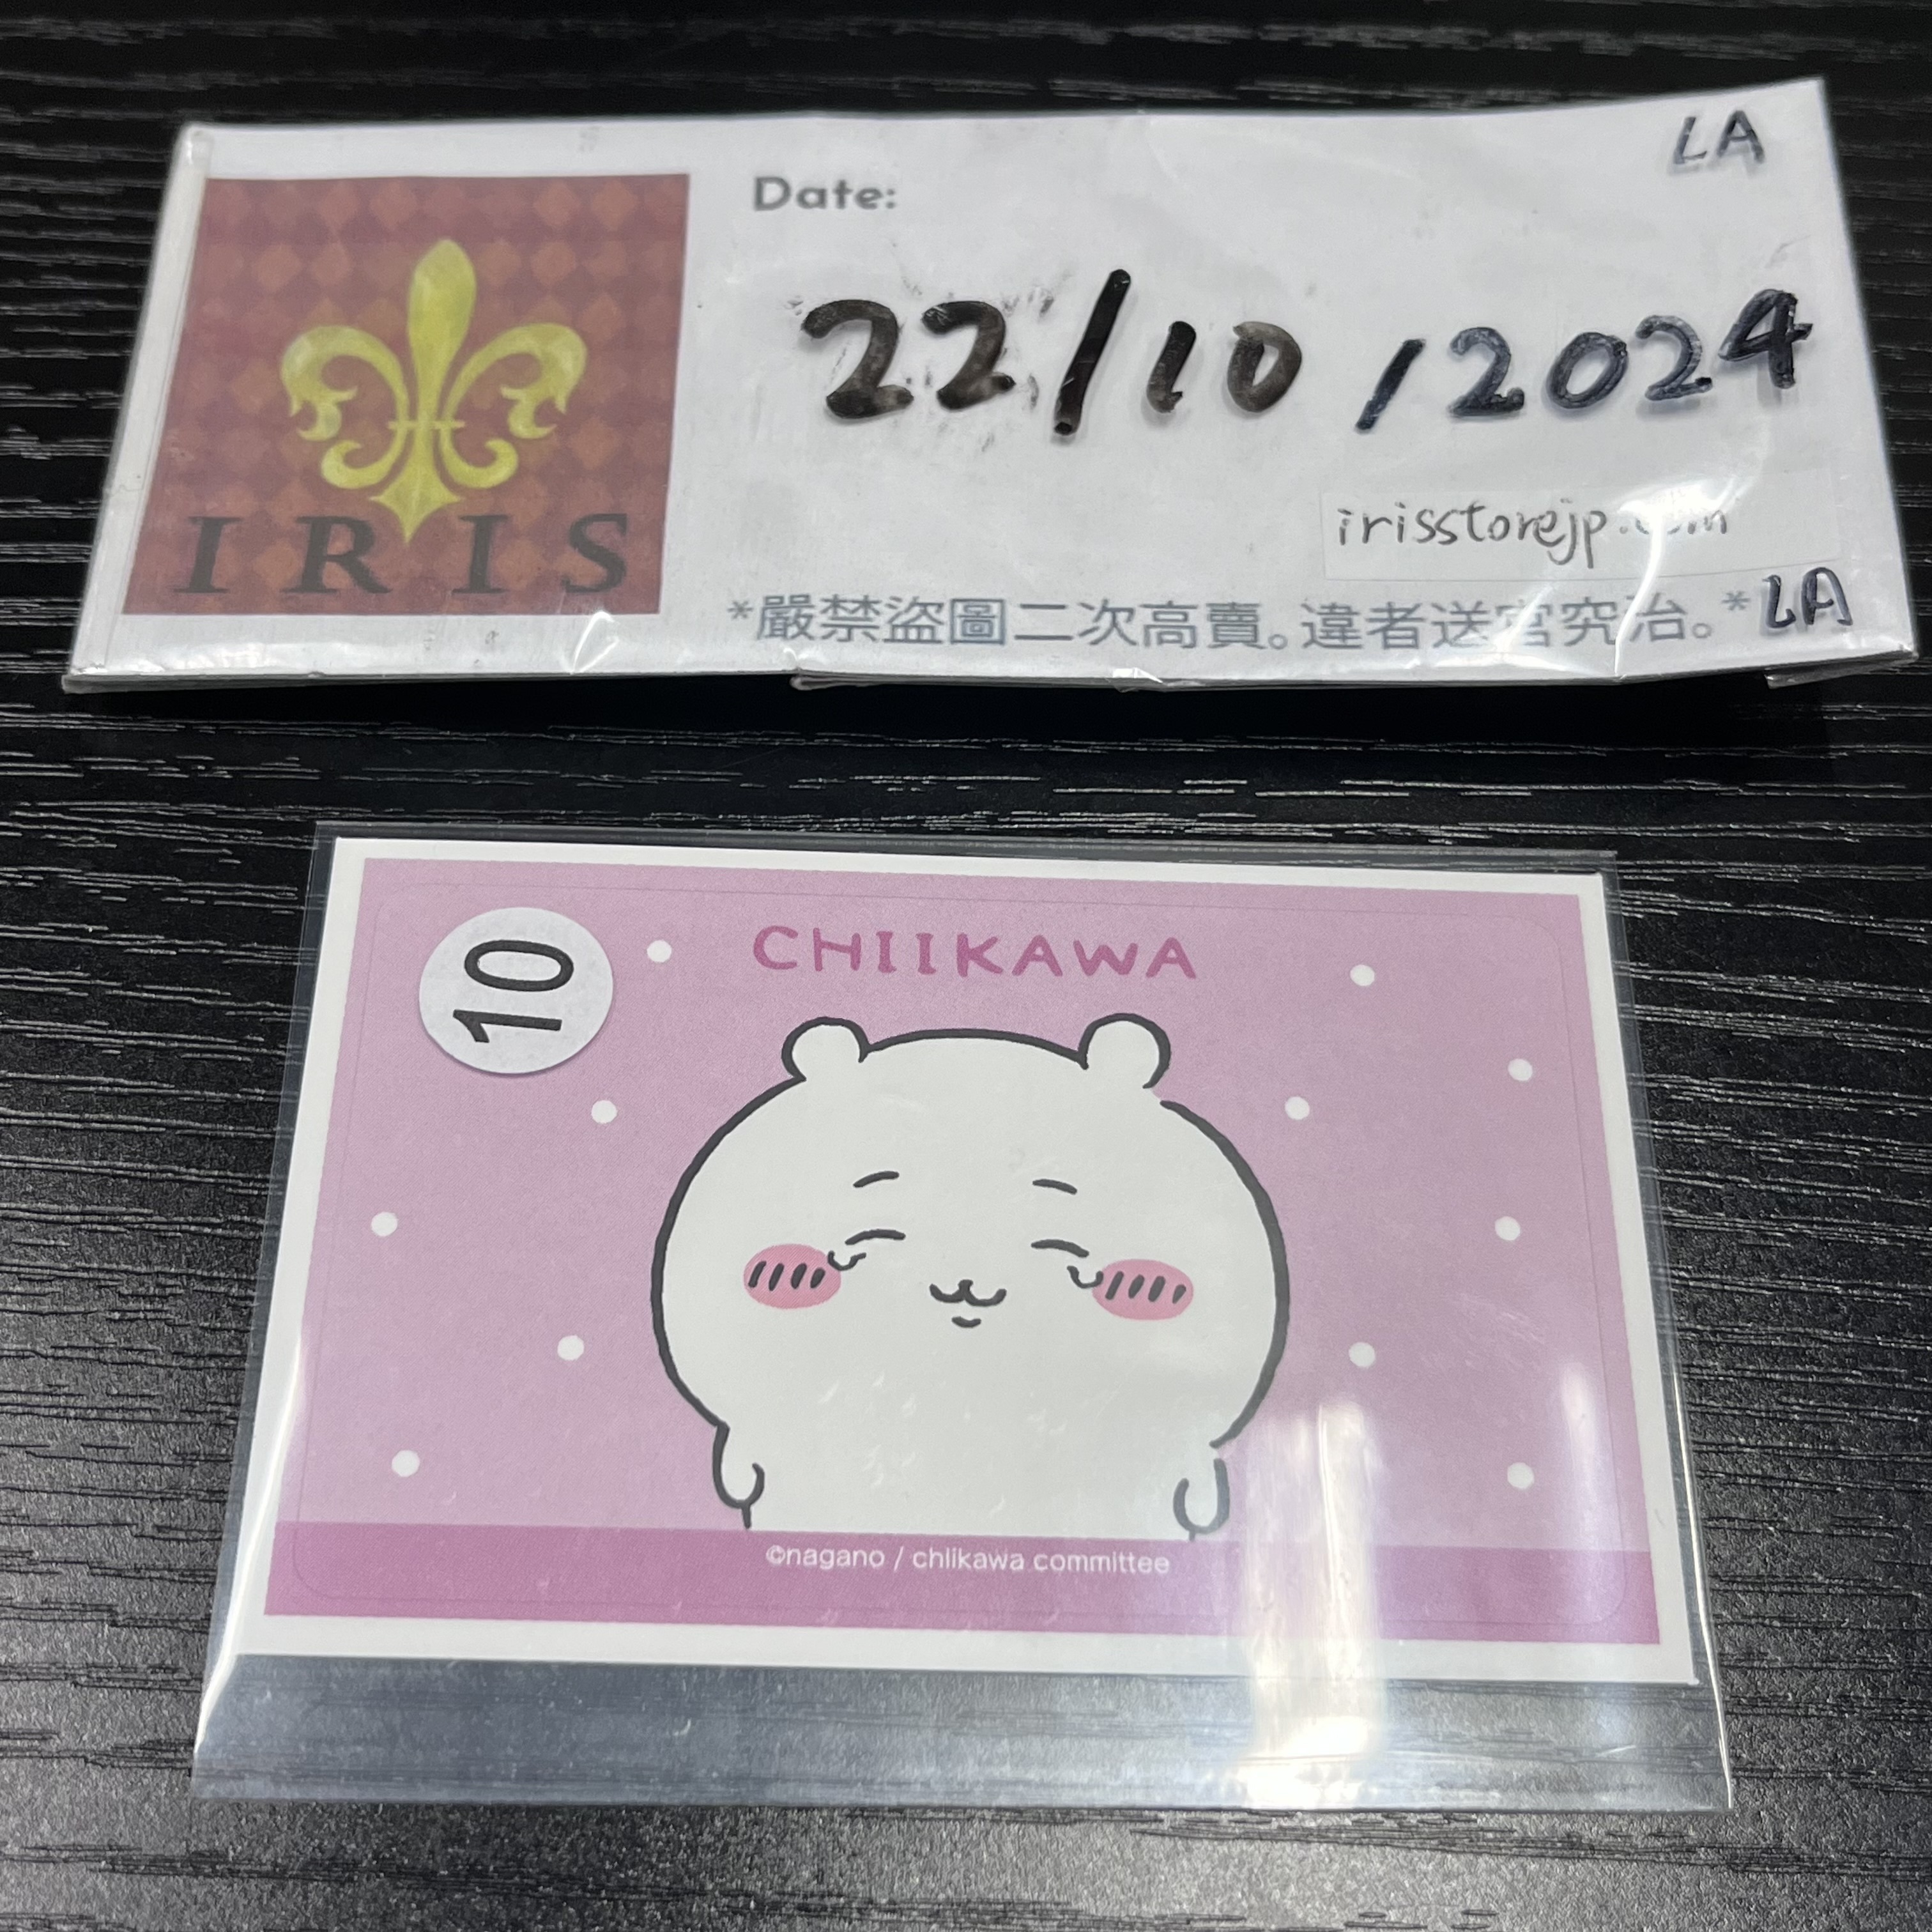 LA
Date:
22/10/2024
IRIS
irisstorejp.com
*嚴禁盜圖二次高賣。違者送官究治。*
LA
10
CHIIKAWA
©nagano / chiikawa committee